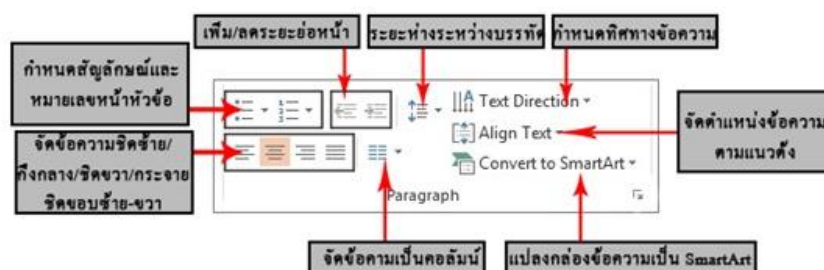 เพิ่ม/ลดระยะย่อหน้า
ระยะห่างระหว่างบรรทัด
กำหนดทิศทางข้อความ
กำหนดสัญลักษณ์และ
หมายเลขหน้าหัวข้อ
Text Direction
Align Text
Convert to SmartArt
Paragraph
จัดข้อความชิดซ้าย/
กึ่งกลาง/ชิดขวา/กระจาย
ชิดขอบซ้าย-ขวา
จัดตำแหน่งข้อความ
ตามแนวตั้ง
จัดข้อคามเป็นคอลัมน์
แปลงกล่องข้อความเป็น SmartArt